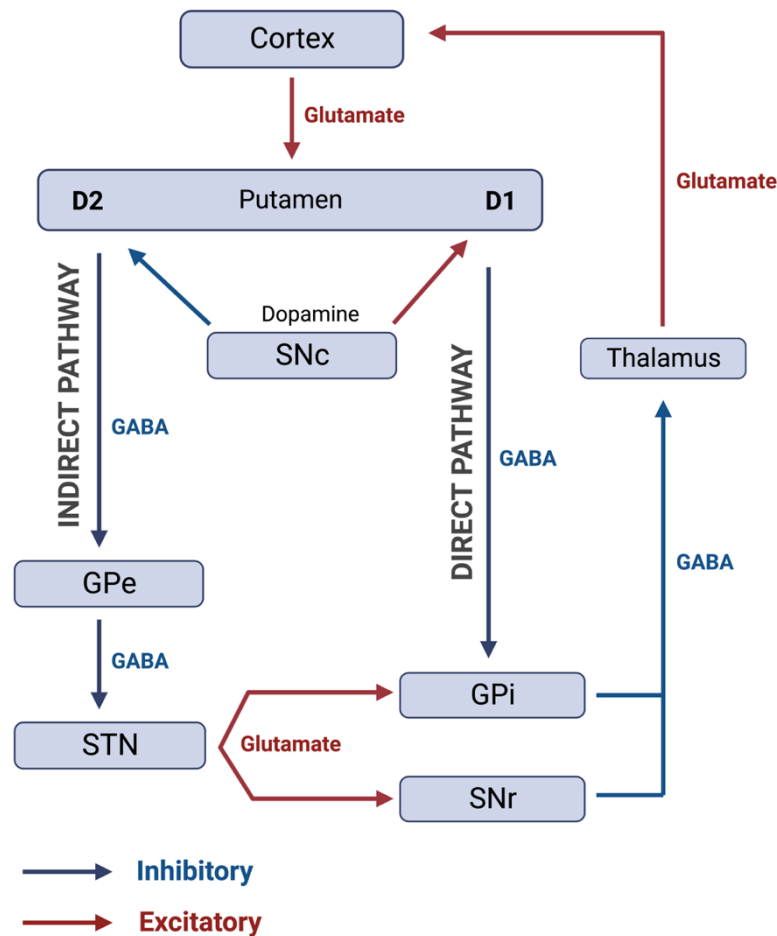 Cortex
Glutamate
D2 Putamen D1
Glutamate
Dopamine
SNc
Thalamus
INDIRECT PATHWAY
GABA
DIRECT PATHWAY
GABA
GABA
GPe
GABA
GPi
STN
Glutamate
SNr
Inhibitory
Excitatory